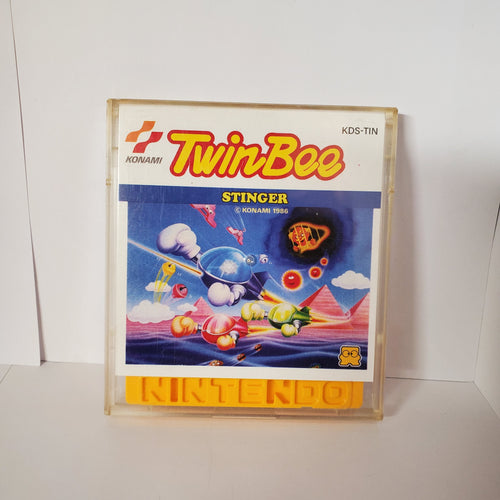 KDS-TIN
KONAMI
TwinBee
STINGER
© KONAMI 1986
NINTENDO